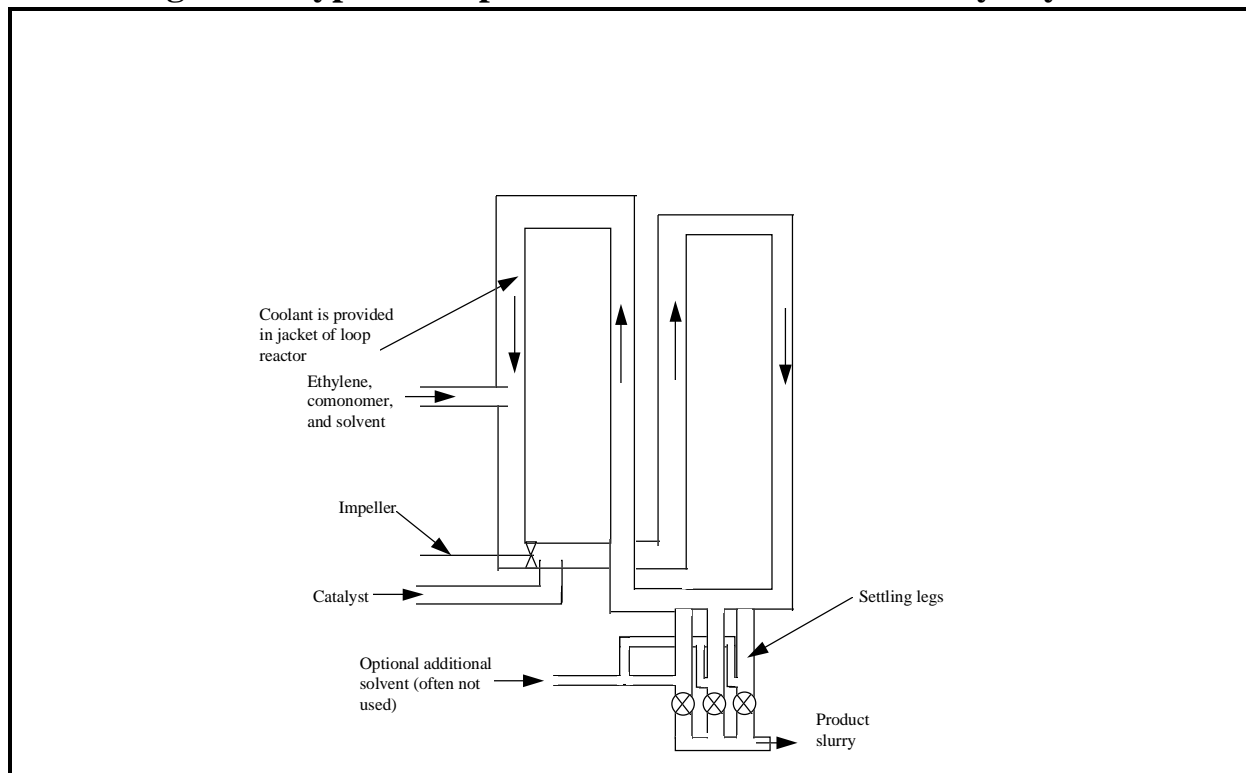 Coolant is provided
in jacket of loop
reactor
Ethylene,
comonomer,
and solvent
Impeller
Catalyst
Settling legs
Optional additional
solvent (often not
used)
Product
slurry